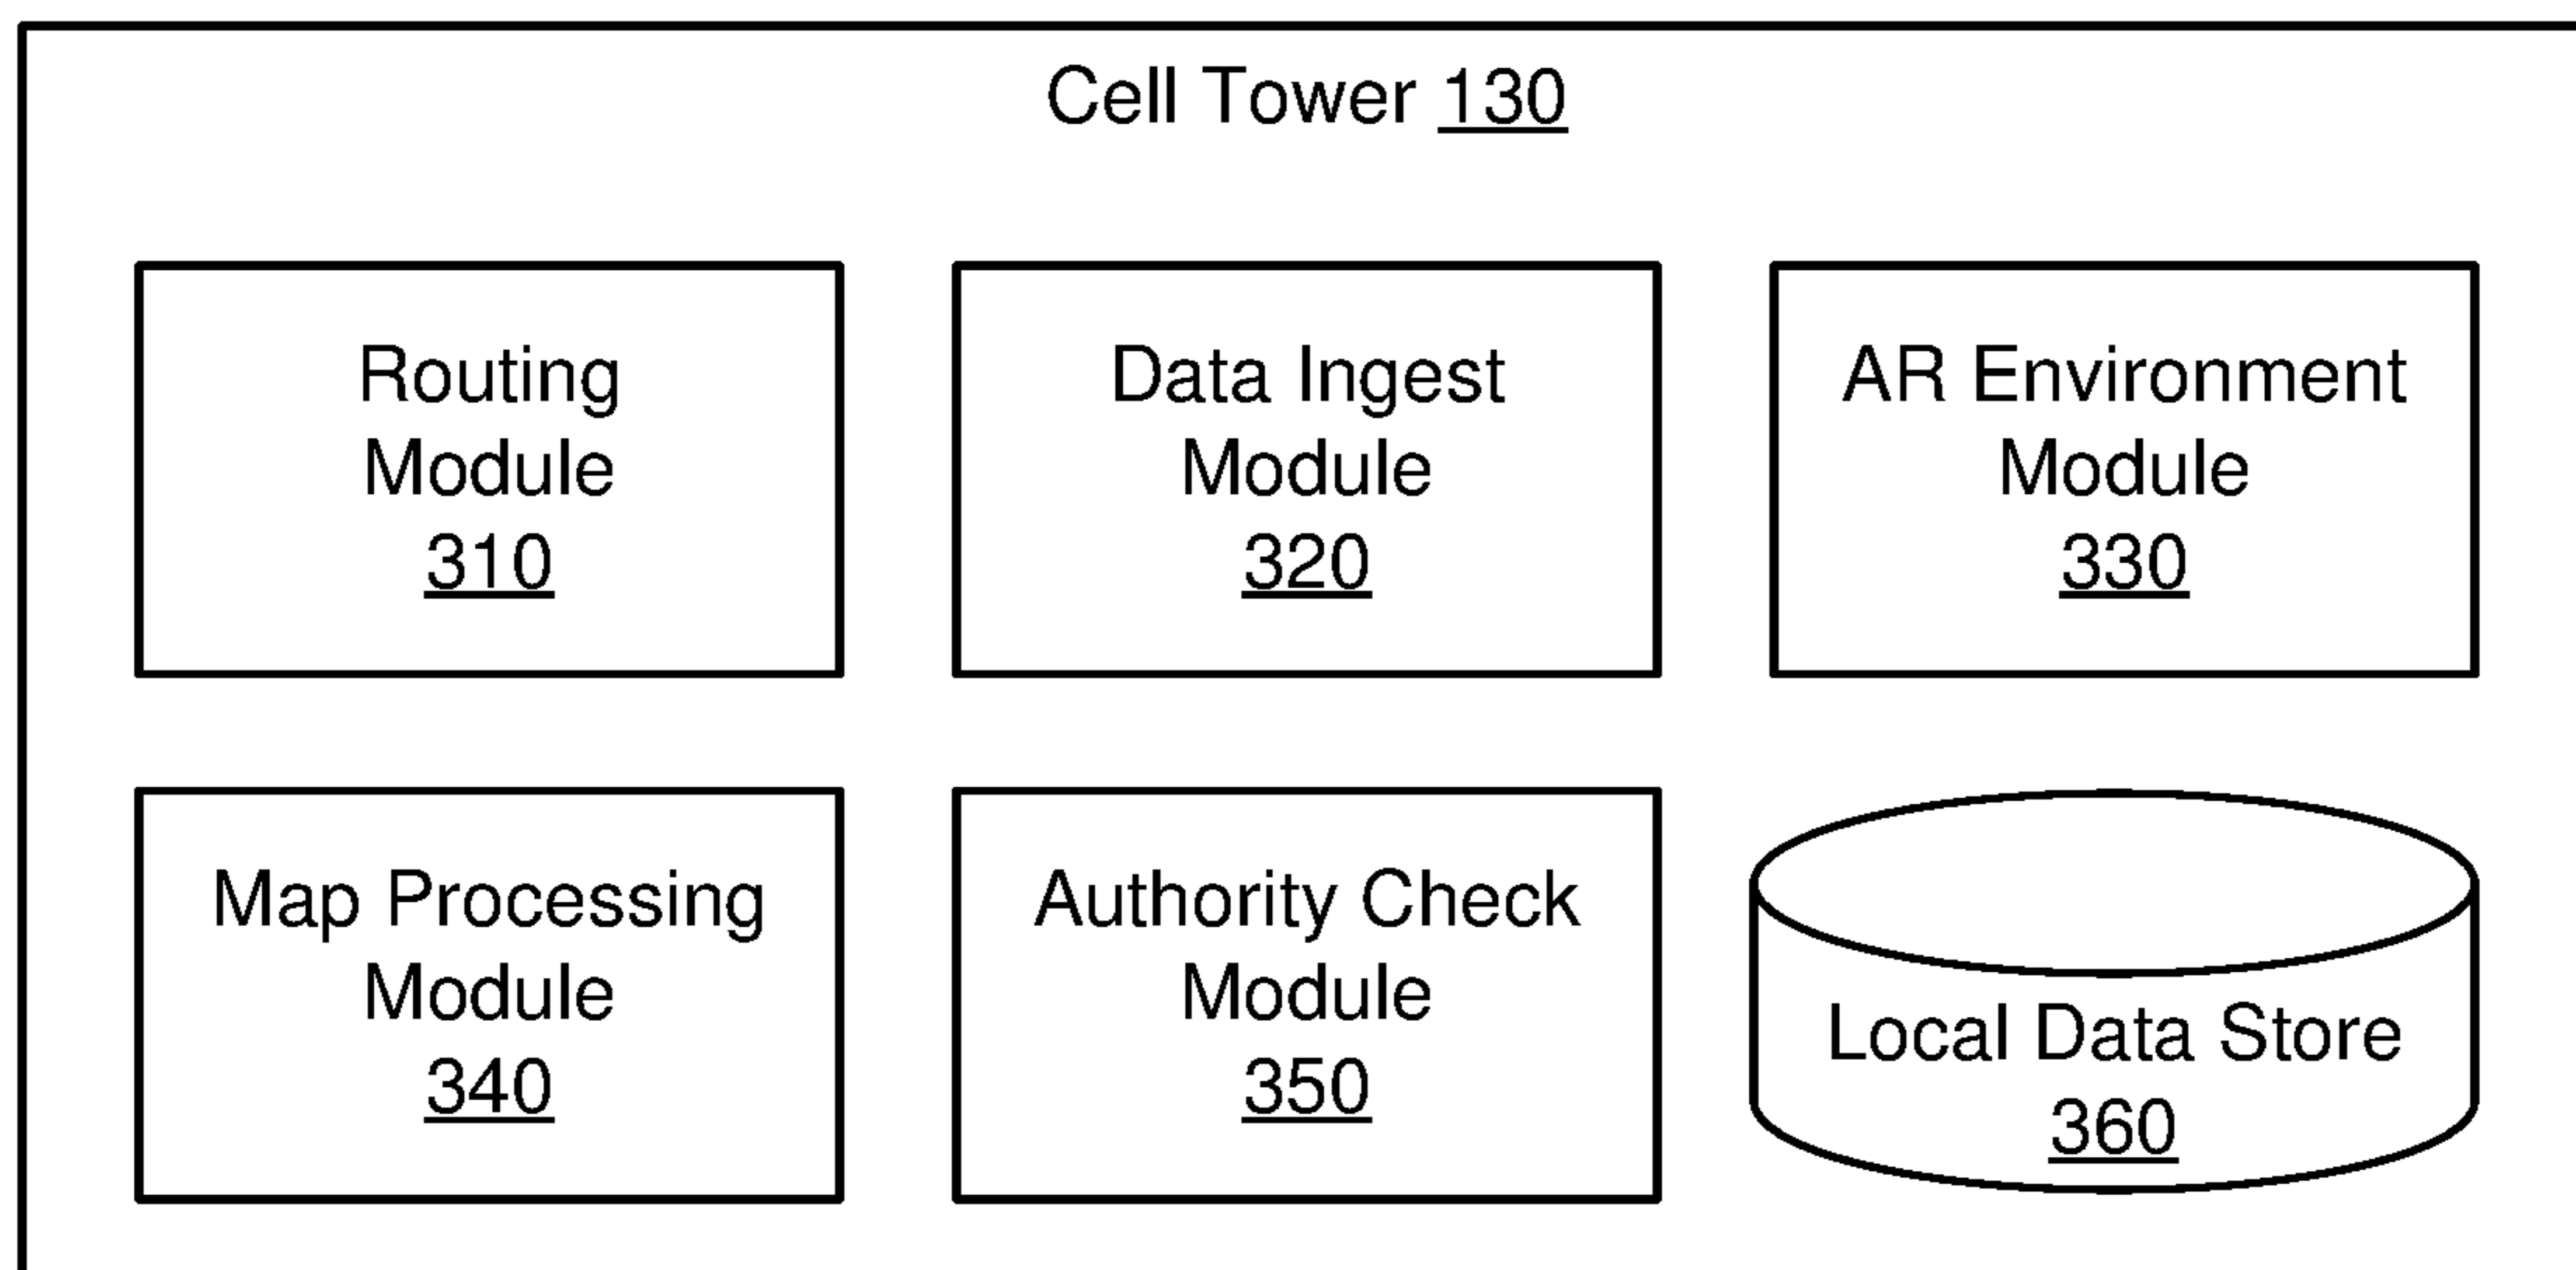 Cell Tower 130
Routing
Module
310
Data Ingest
Module
320
AR Environment
Module
330
Map Processing
Module
340
Authority Check
Module
350
Local Data Store
360